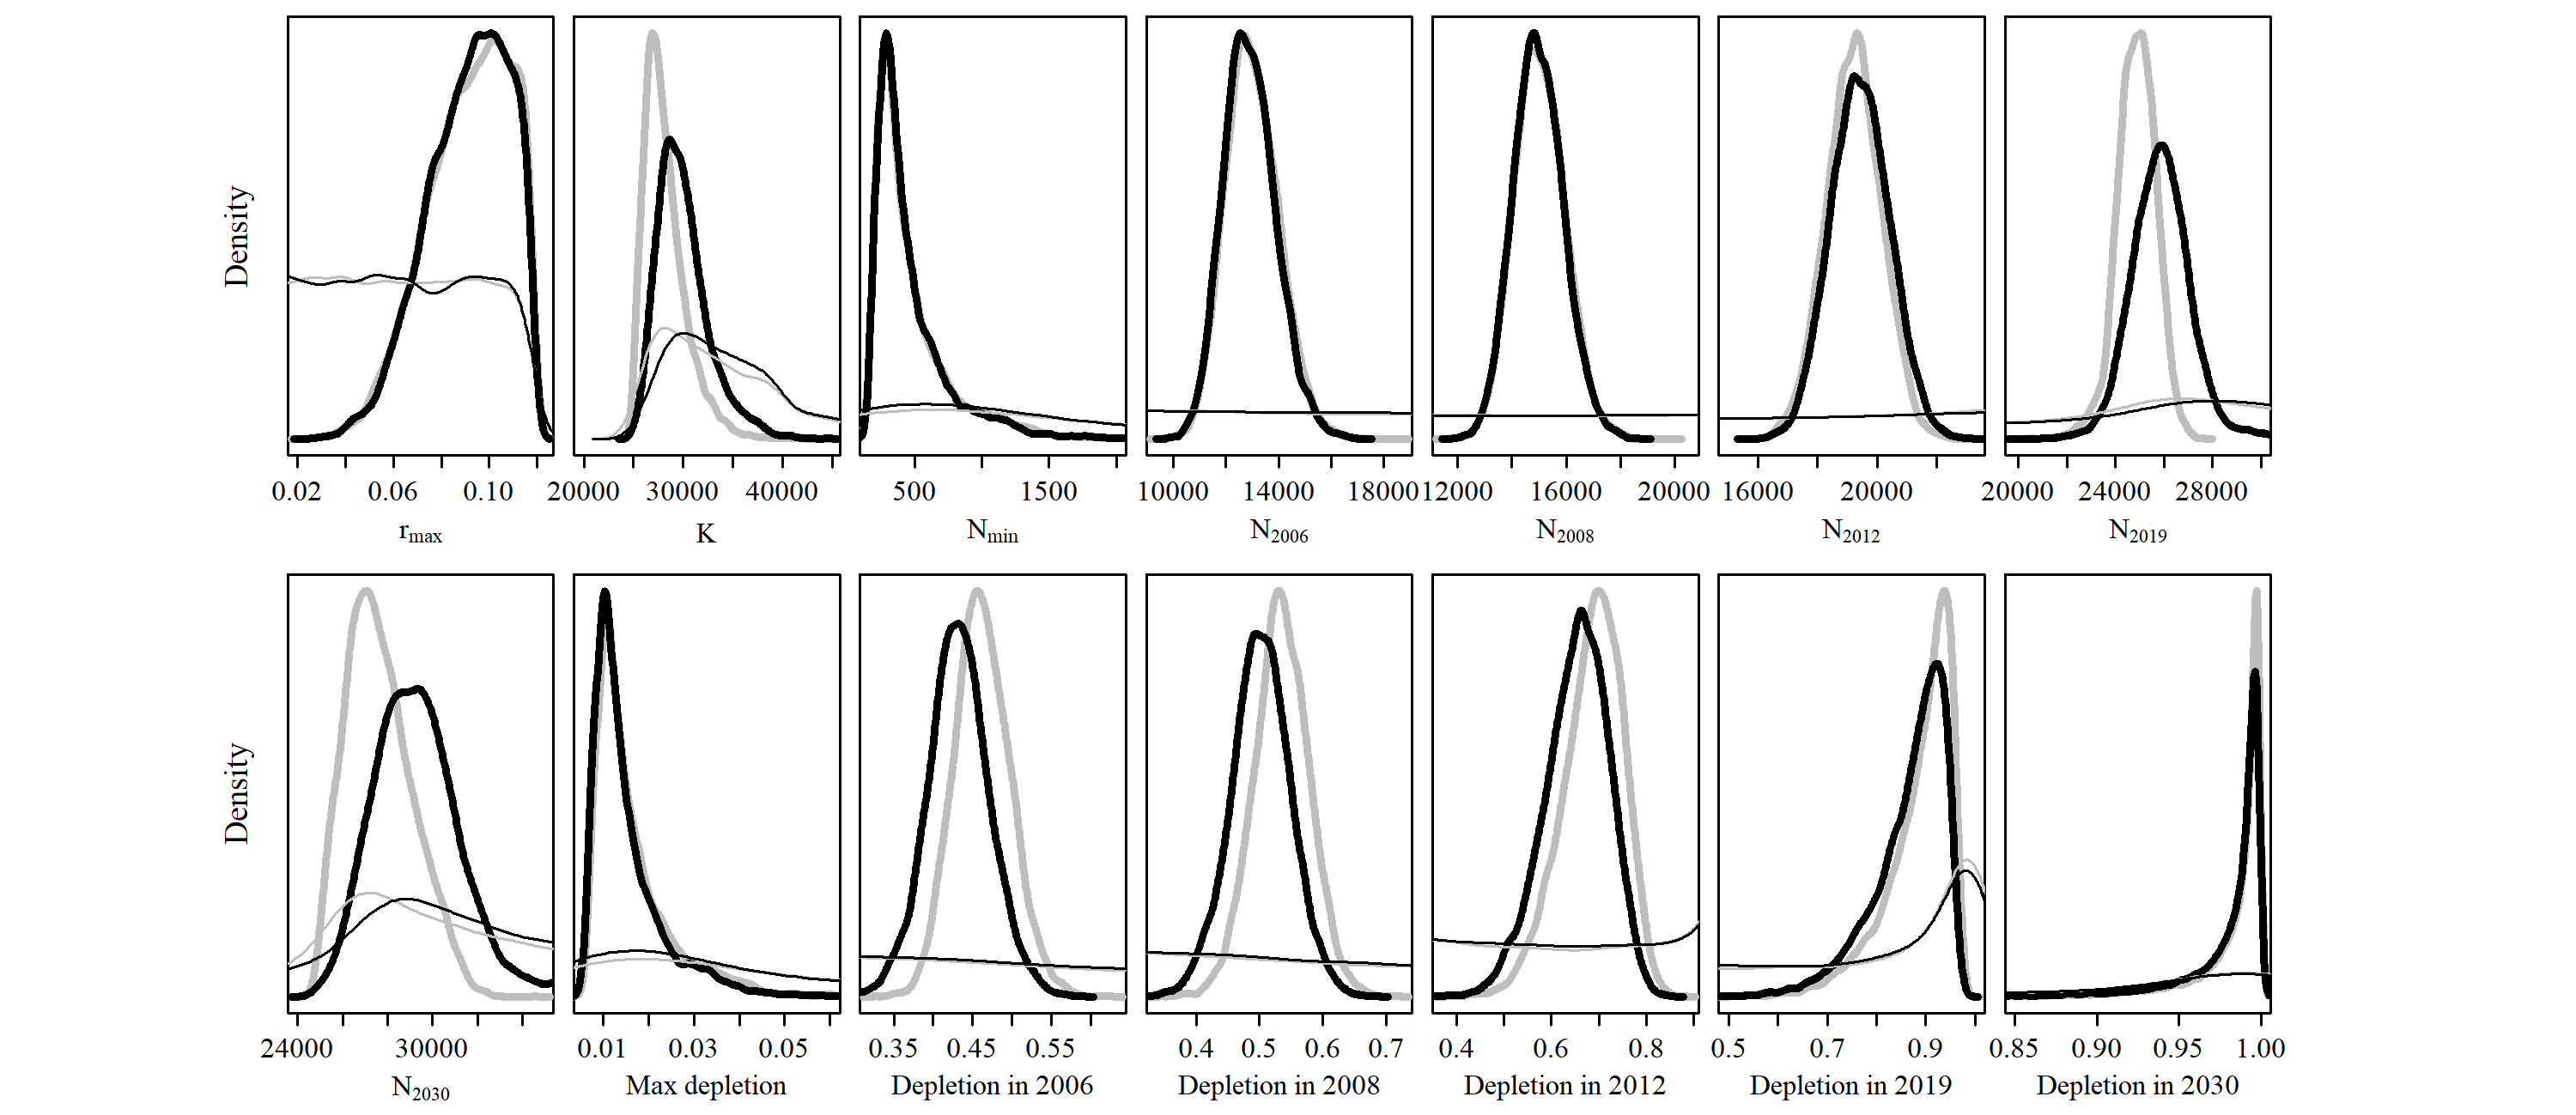 Density
0.02 0.06 0.10
r_max
20000 30000 40000
K
500 1500
N_min
10000 14000 18000
N_2006
12000 16000 20000
N_2008
16000 20000
N_2012
20000 24000 28000
N_2019
Density
24000 30000
N_2030
0.01 0.03 0.05
Max depletion
0.35 0.45 0.55
Depletion in 2006
0.4 0.5 0.6 0.7
Depletion in 2008
0.4 0.6 0.8
Depletion in 2012
0.5 0.7 0.9
Depletion in 2019
0.85 0.90 0.95 1.00
Depletion in 2030